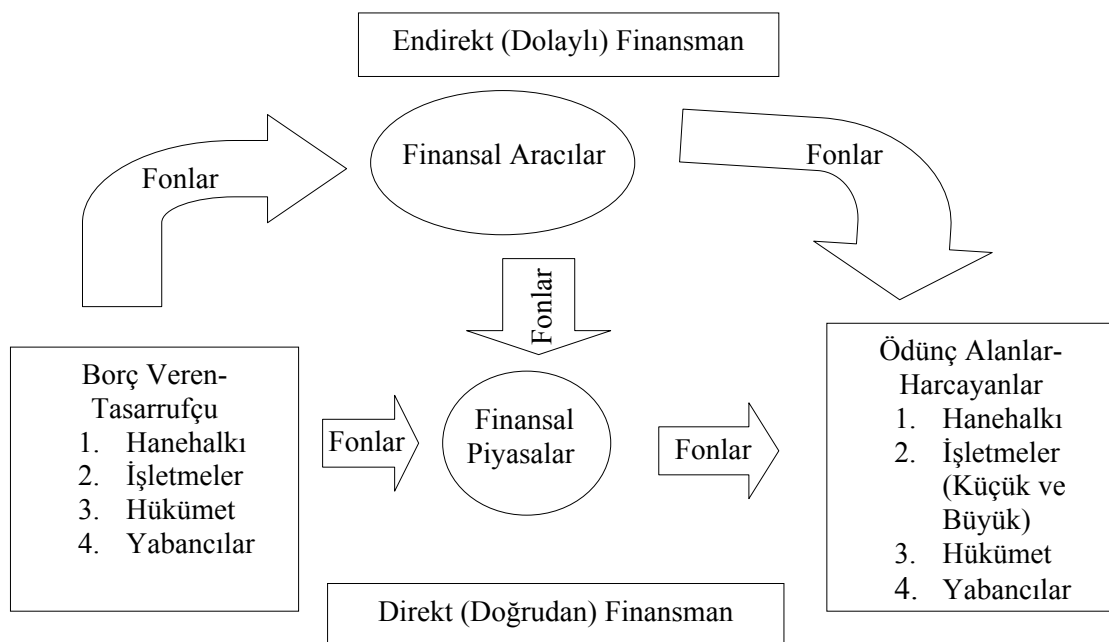 Endirekt (Dolaylı) Finansman
Finansal Aracılar
Fonlar
Fonlar
Fonlar
Borç Veren-
Tasarrufçu
1. Hanehalkı
2. İşletmeler
3. Hükümet
4. Yabancılar
Fonlar
Finansal
Piyasalar
Fonlar
Ödünç Alanlar-
Harcayanlar
1. Hanehalkı
2. İşletmeler
(Küçük ve
Büyük)
3. Hükümet
4. Yabancılar
Direkt (Doğrudan) Finansman